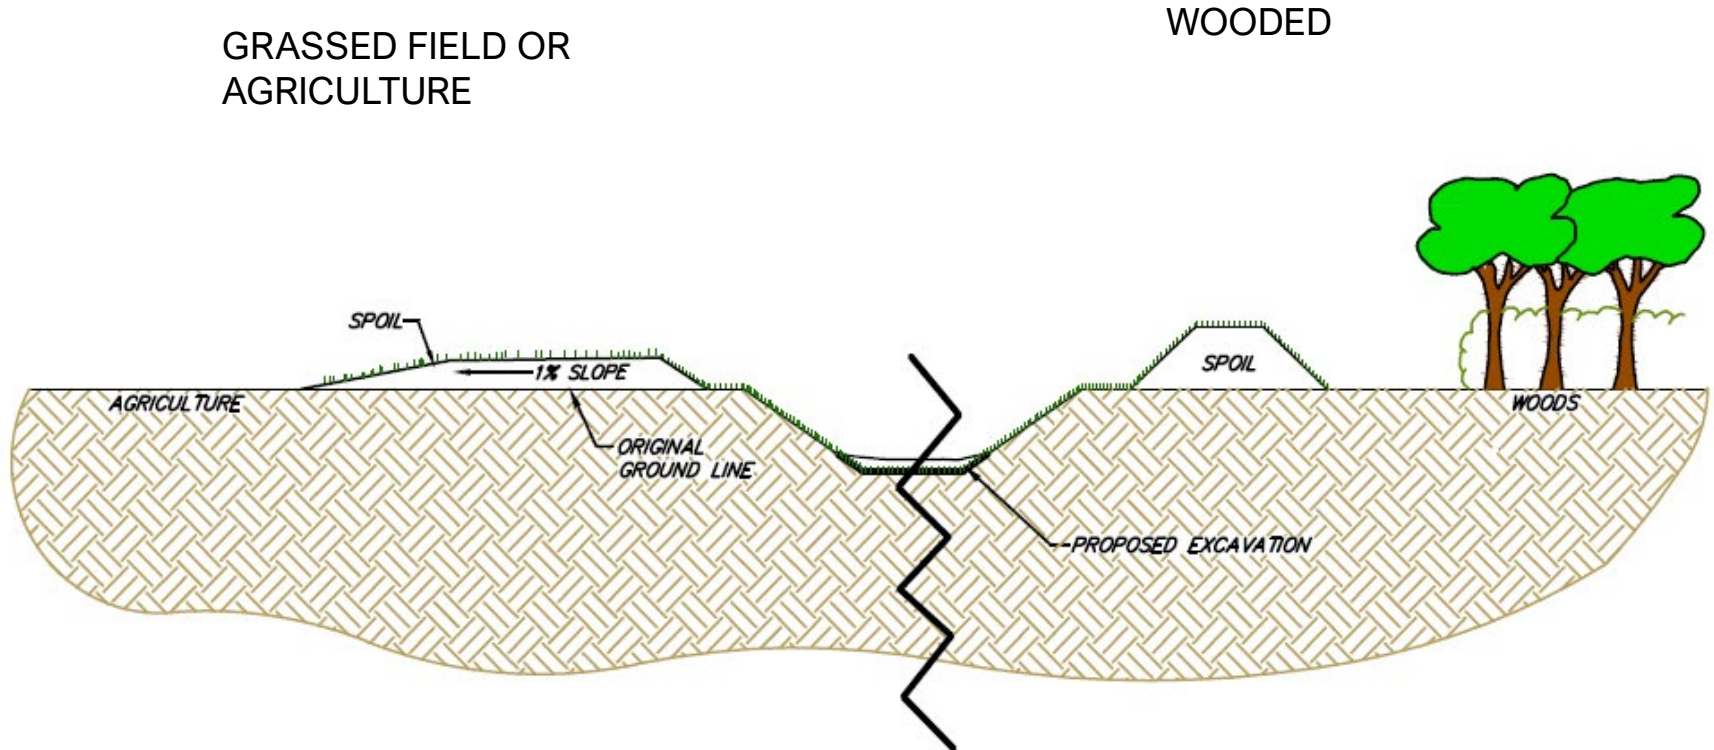 WOODED
GRASSED FIELD OR
AGRICULTURE
SPOIL
1% SLOPE
SPOIL
AGRICULTURE
WOODS
ORIGINAL
GROUND LINE
PROPOSED EXCAVATION